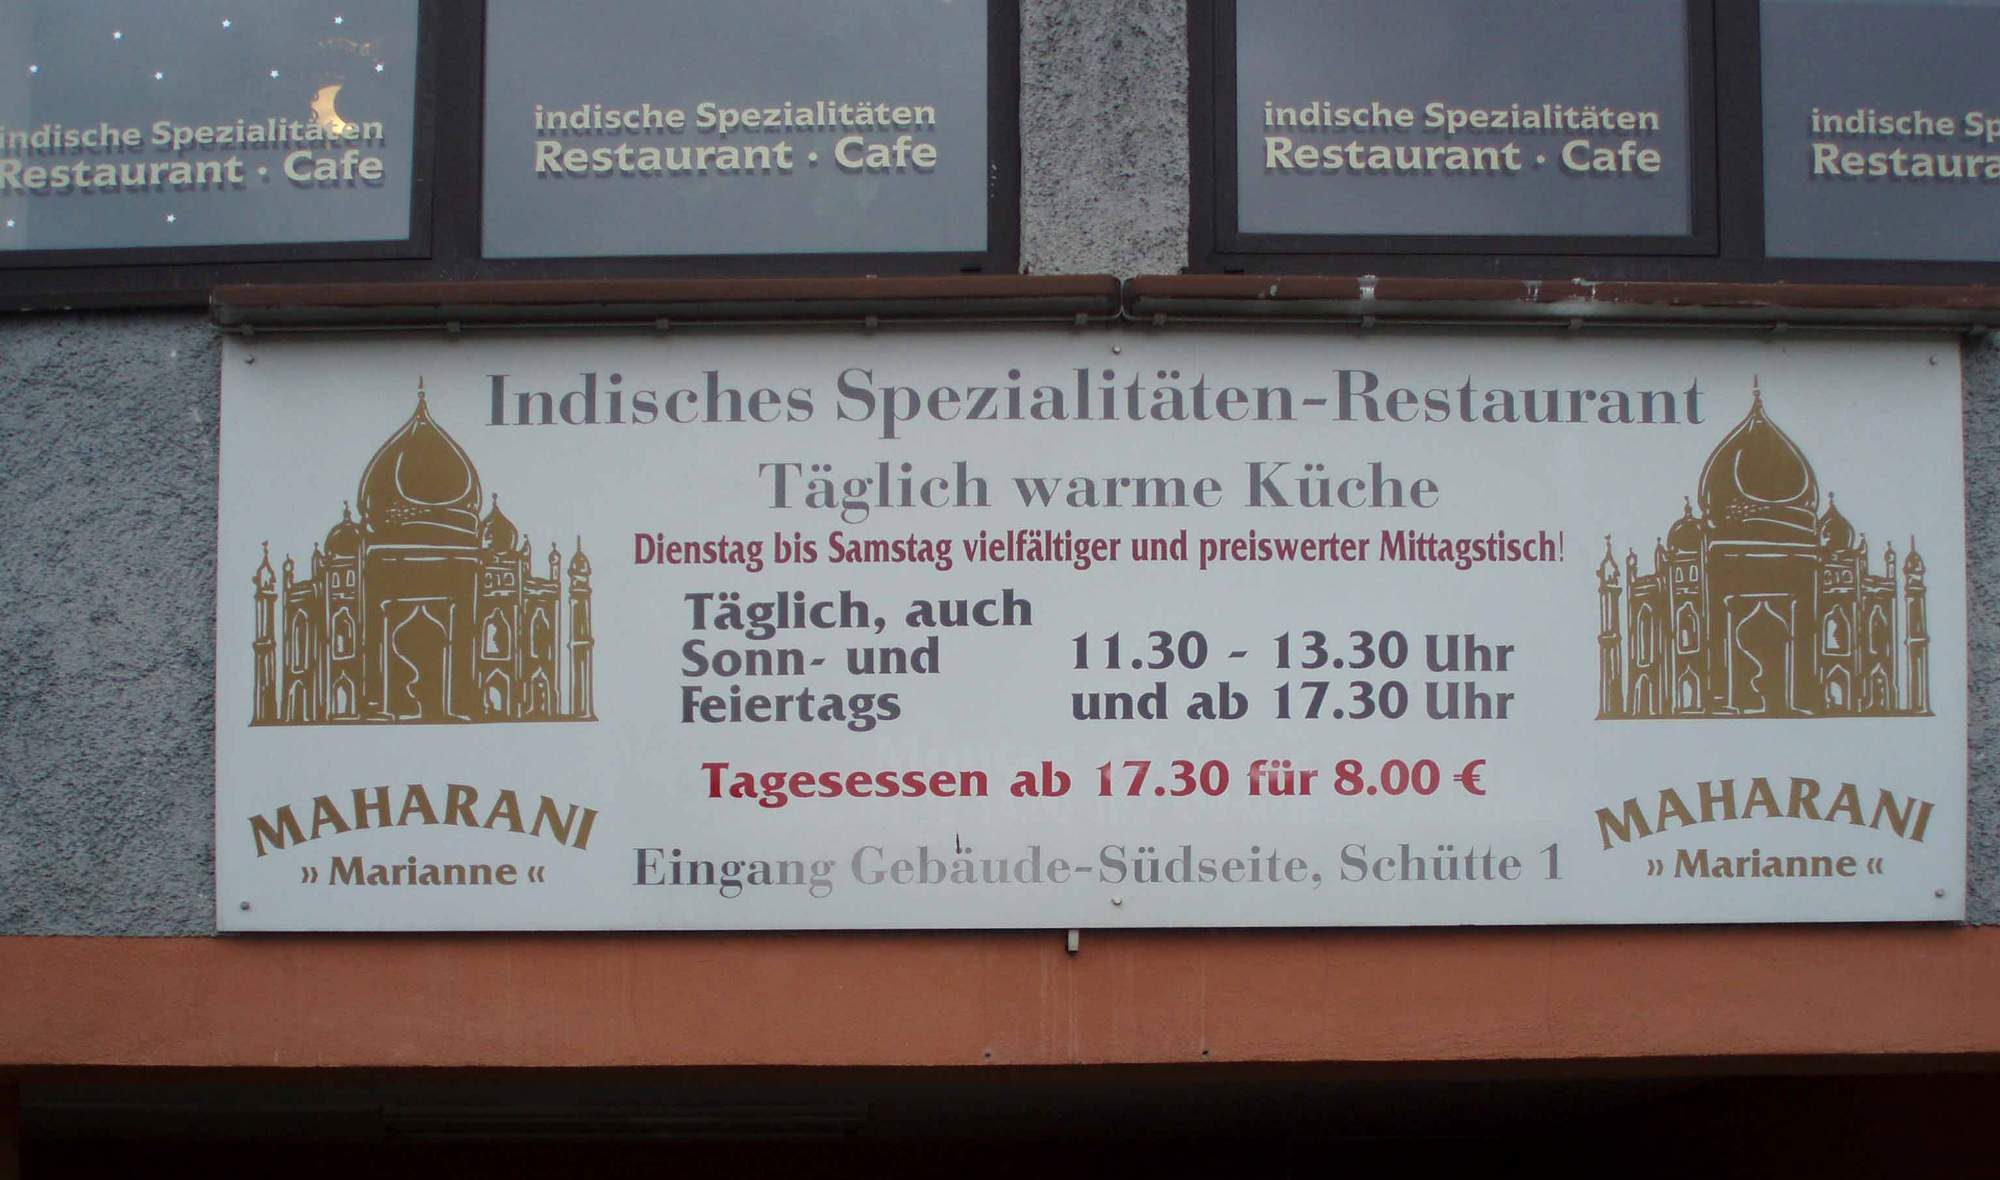 indische Spezialitäten
Restaurant · Cafe
indische Spezialitäten
Restaurant · Cafe
indische Spezialitäten
Restaurant · Cafe
indische
Indisches Spezialitäten-Restaurant
Täglich warme Küche
Dienstag bis Samstag vielfältiger und preiswerter Mittagstisch!
Täglich, auch
Sonn- und
Feiertags
11.30 - 13.30 Uhr
und ab 17.30 Uhr
Tagesessen ab 17.30 für 8.00 €
Eingang Gebäude-Südseite, Schütte 1
MAHARANI
» Marianne «
MAHARANI
» Marianne «